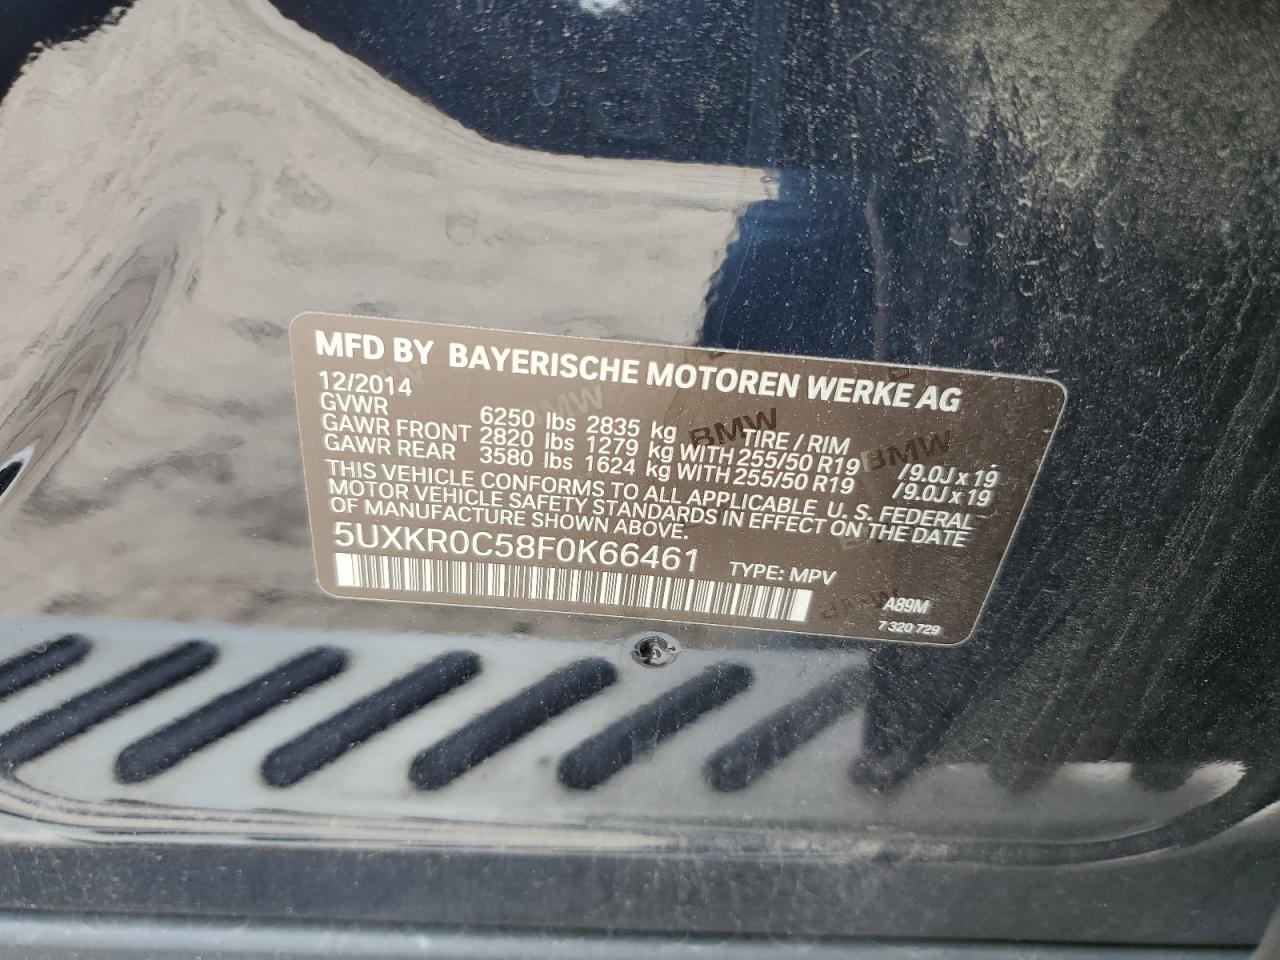 MFD BY BAYERISCHE MOTOREN WERKE AG
12/2014
GVWR 6250 lbs 2835 kg TIRE / RIM
GAWR FRONT 2820 lbs 1279 kg WITH 255/50 R19 /9.0J x 19
GAWR REAR 3580 lbs 1624 kg WITH 255/50 R19 /9.0J x 19
THIS VEHICLE CONFORMS TO ALL APPLICABLE U. S. FEDERAL
MOTOR VEHICLE SAFETY STANDARDS IN EFFECT ON THE DATE
OF MANUFACTURE SHOWN ABOVE.
5UXKR0C58F0K66461 TYPE: MPV
A89M
7 320 729
BMW
BMW
BMW